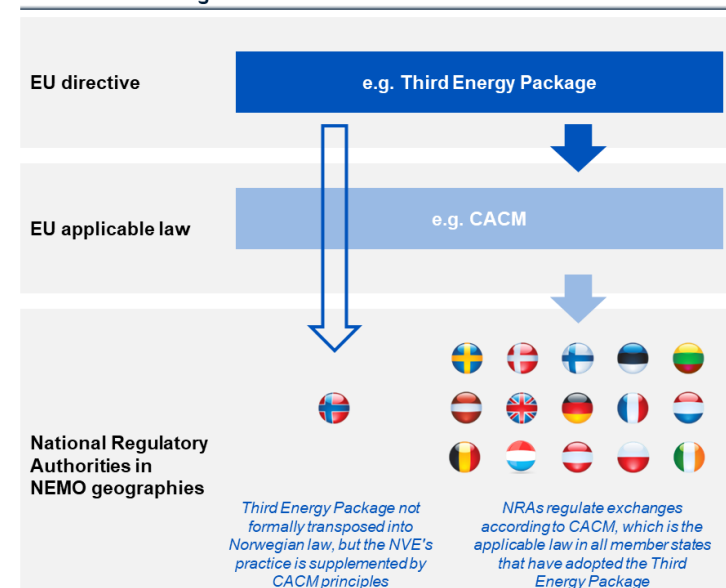 EU directive
e.g. Third Energy Package
EU applicable law
e.g. CACM
National Regulatory
Authorities in
NEMO geographies
Third Energy Package not
formally transposed into
Norwegian law, but the NVE's
practice is supplemented by
CACM principles
NRAs regulate exchanges
according to CACM, which is the
applicable law in all member states
that have adopted the Third
Energy Package